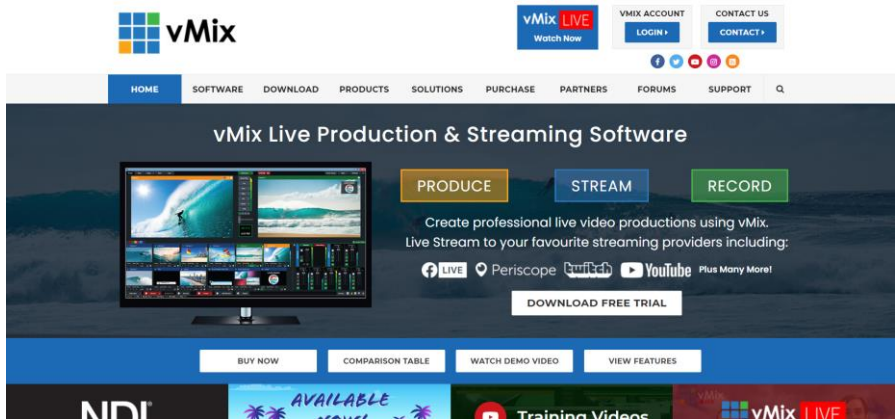 vMix
vMix LIVE
Watch Now
VMIX ACCOUNT
LOGIN
CONTACT US
CONTACT
HOME
SOFTWARE
DOWNLOAD
PRODUCTS
SOLUTIONS
PURCHASE
PARTNERS
FORUMS
SUPPORT
vMix Live Production & Streaming Software
PRODUCE
STREAM
RECORD
Create professional live video productions using vMix.
Live Stream to your favourite streaming providers including:
LIVE
Periscope
twitch
YouTube
Plus Many More!
DOWNLOAD FREE TRIAL
BUY NOW
COMPARISON TABLE
WATCH DEMO VIDEO
VIEW FEATURES
NDI
AVAILABLE
Training Videos
vMix LIVE